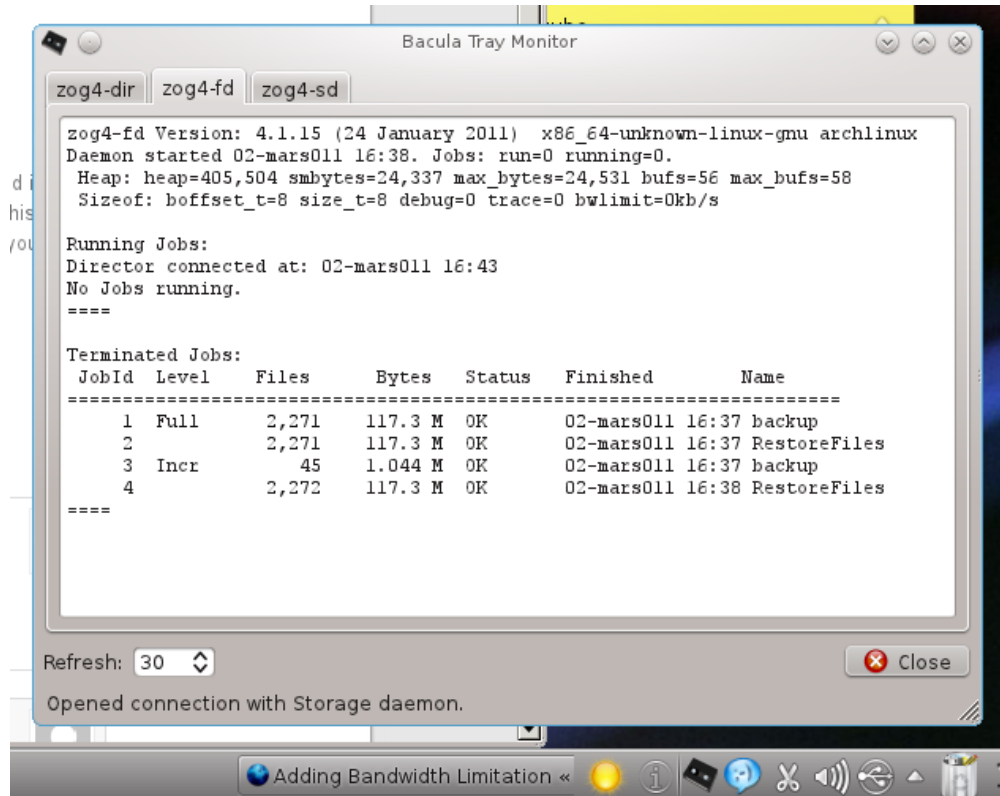 Bacula Tray Monitor
zog4-dir zog4-fd zog4-sd
zog4-fd Version: 4.1.15 (24 January 2011) x86_64-unknown-linux-gnu archlinux
Daemon started 02-mars011 16:38. Jobs: run=0 running=0.
Heap: heap=405,504 smbytes=24,337 max_bytes=24,531 bufs=56 max_bufs=58
Sizeof: boffset_t=8 size_t=8 debug=0 trace=0 bwlimit=0kb/s
Running Jobs:
Director connected at: 02-mars011 16:43
No Jobs running.
====
Terminated Jobs:
JobId Level Files Bytes Status Finished Name
======================================================================
1 Full 2,271 117.3 M OK 02-mars011 16:37 backup
2 2,271 117.3 M OK 02-mars011 16:37 RestoreFiles
3 Incr 45 1.044 M OK 02-mars011 16:37 backup
4 2,272 117.3 M OK 02-mars011 16:38 RestoreFiles
====
Refresh: 30
Close
Opened connection with Storage daemon.
Adding Bandwidth Limitation «